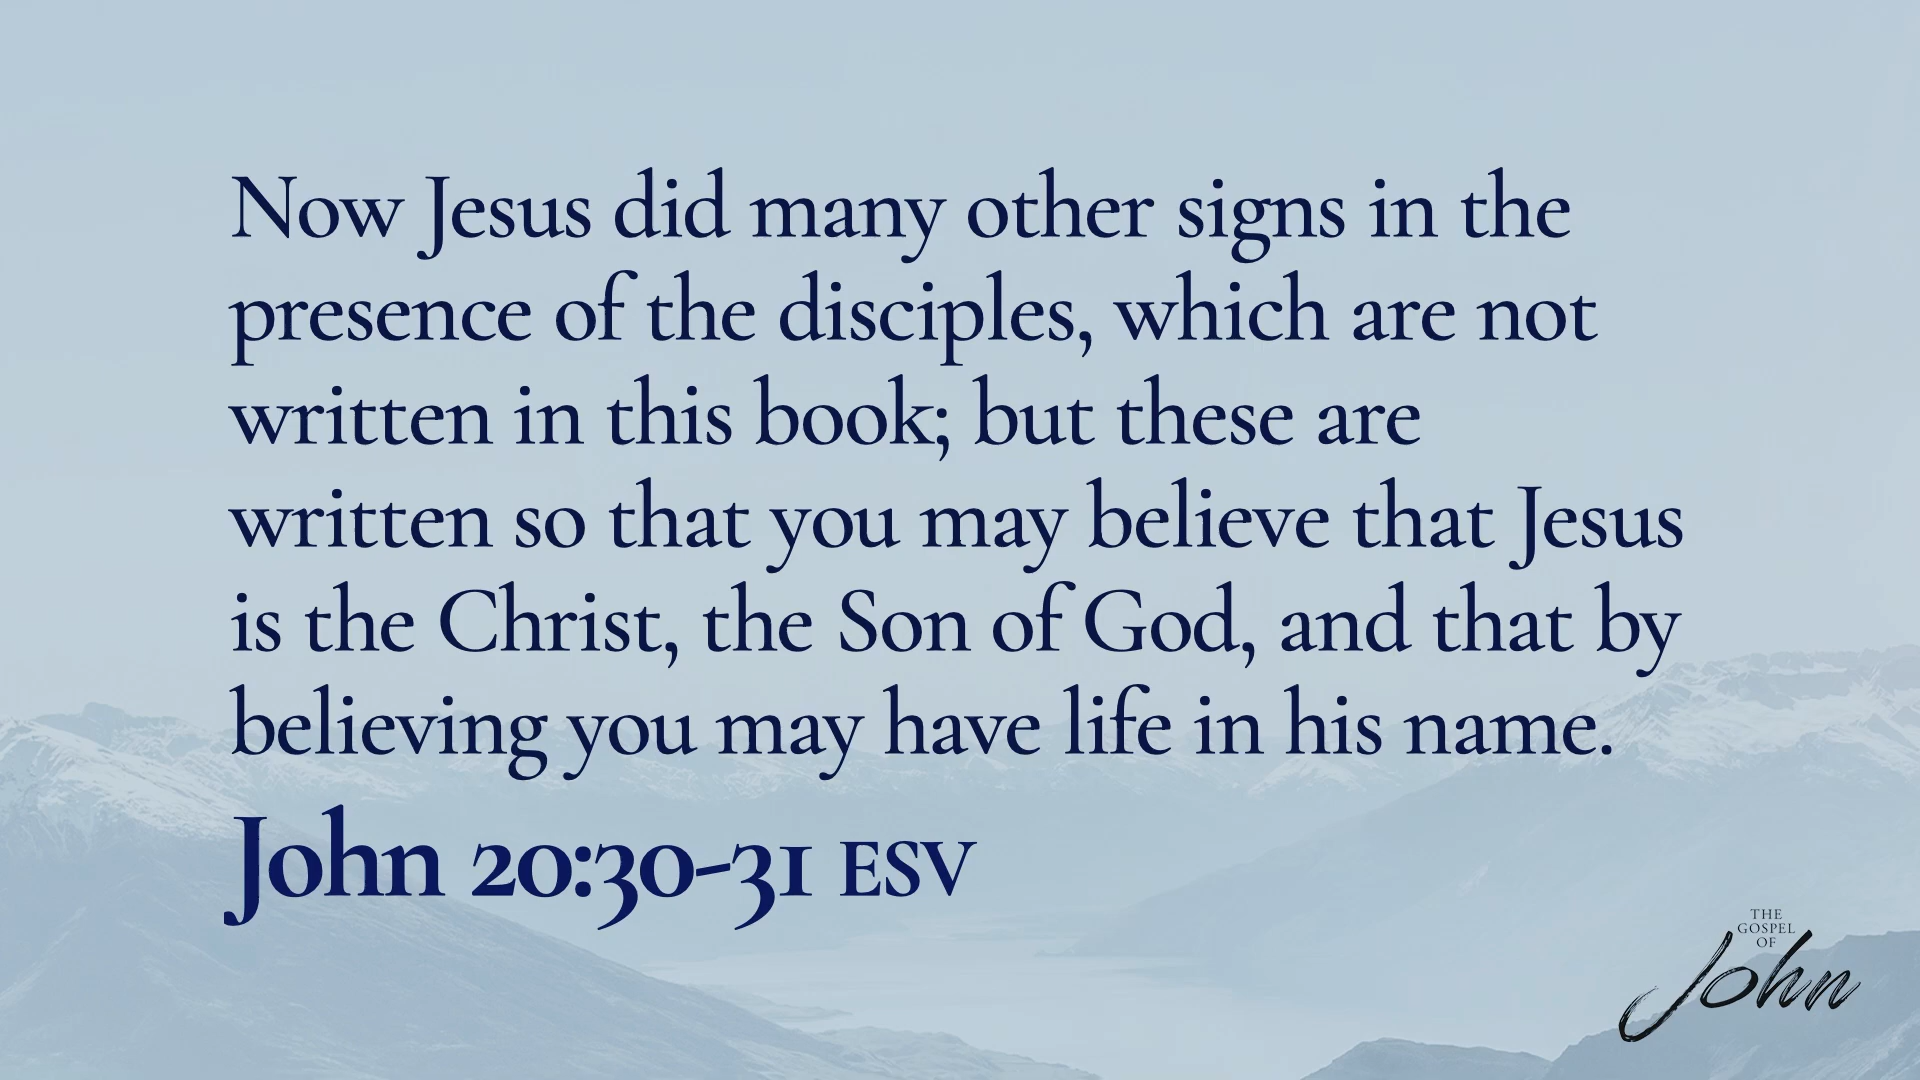 Now Jesus did many other signs in the
presence of the disciples, which are not
written in this book; but these are
written so that you may believe that Jesus
is the Christ, the Son of God, and that by
believing you may have life in his name.
John 20:30-31 ESV
THE
GOSPEL
OF
John